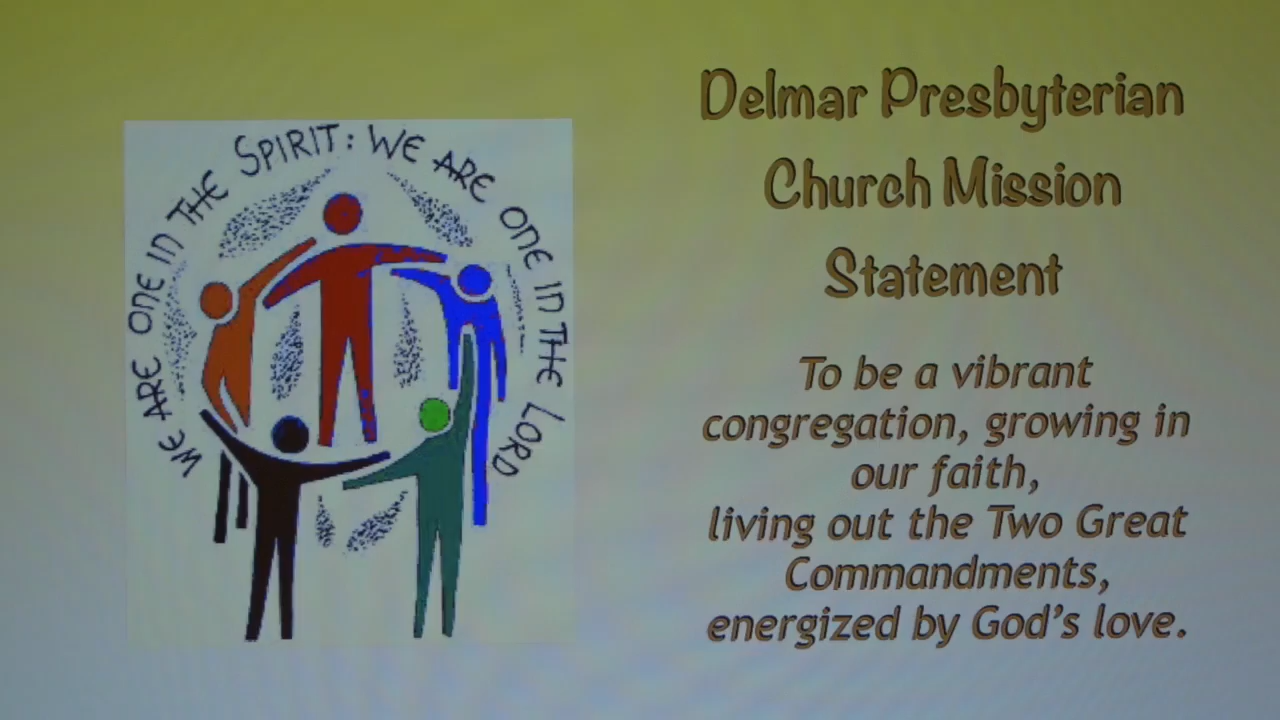 WE ARE ONE IN THE SPIRIT: WE ARE ONE IN THE LORD
Delmar Presbyterian
Church Mission
Statement
To be a vibrant
congregation, growing in
our faith,
living out the Two Great
Commandments,
energized by God's love.